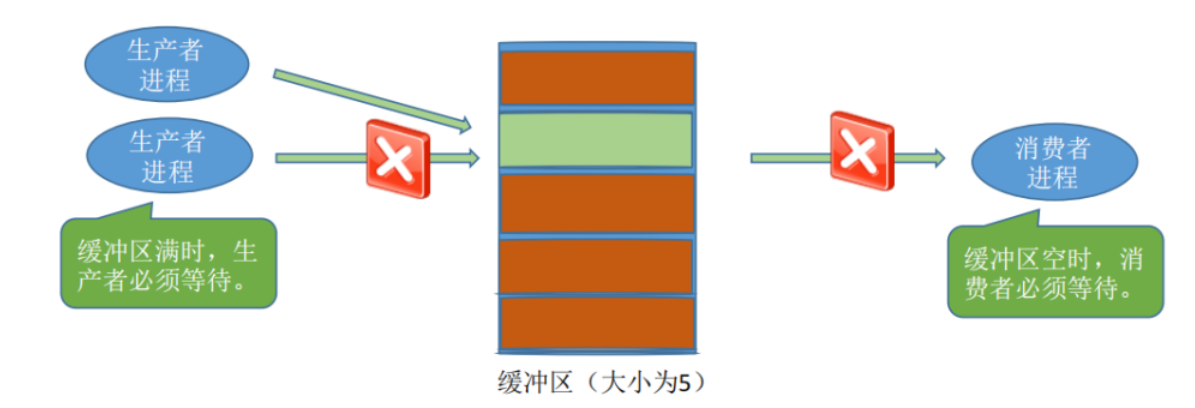 生产者
进程
生产者
进程
缓冲区满时，生
产者必须等待。
消费者
进程
缓冲区空时，消
费者必须等待。
缓冲区（大小为5）